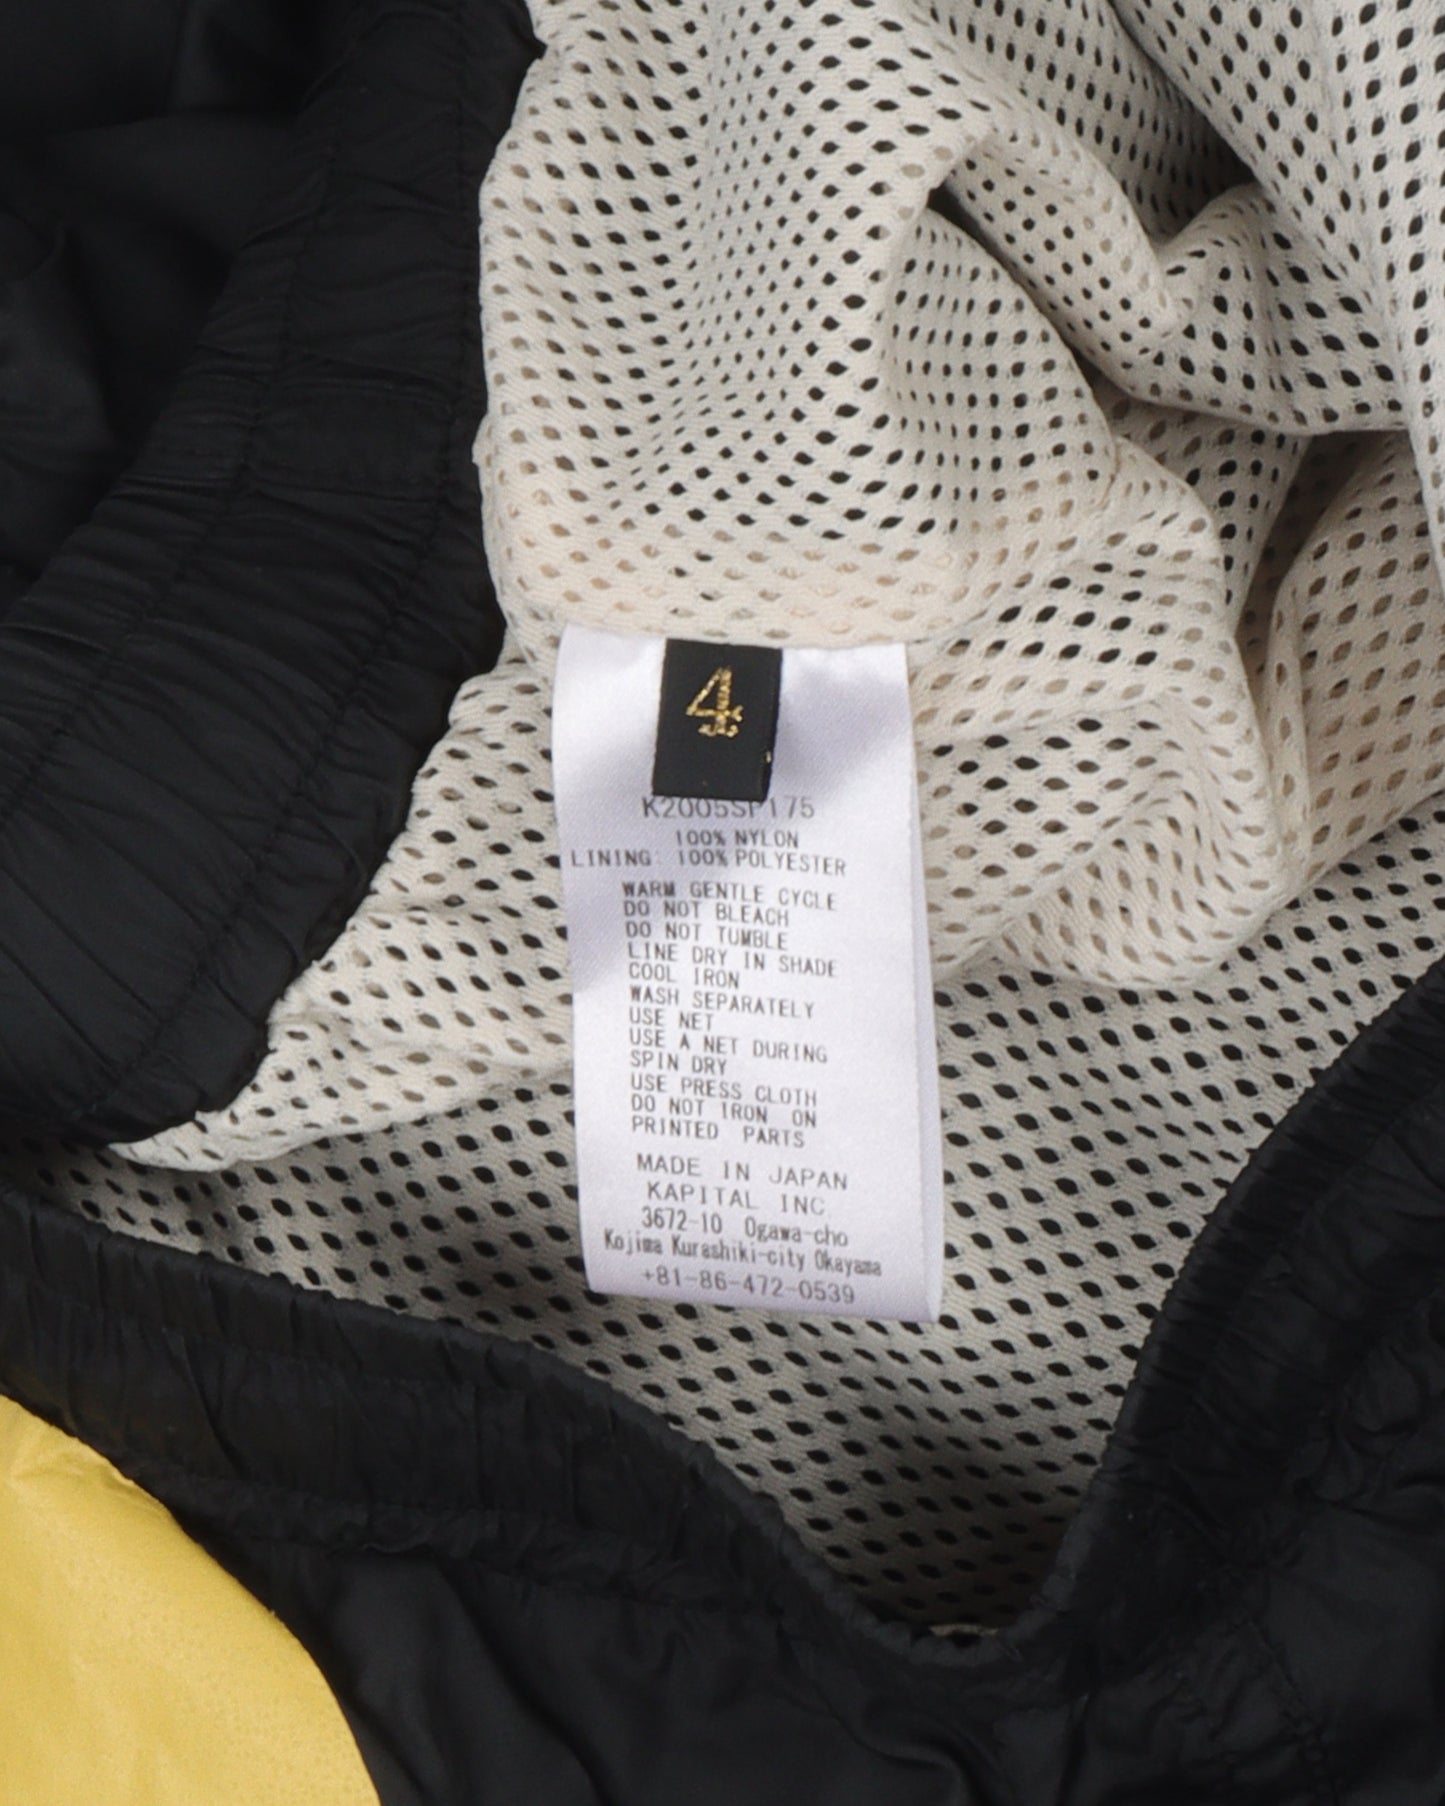 4
K2005SP175
100% NYLON
LINING: 100% POLYESTER
WARM GENTLE CYCLE
DO NOT BLEACH
DO NOT TUMBLE
LINE DRY IN SHADE
COOL IRON
WASH SEPARATELY
USE NET
USE A NET DURING
SPIN DRY
USE PRESS CLOTH
DO NOT IRON ON
PRINTED PARTS
MADE IN JAPAN
KAPITAL INC.
3672-10 Ogawa-cho
Kojima Kurashiki-city Okayama
+81-86-472-0539